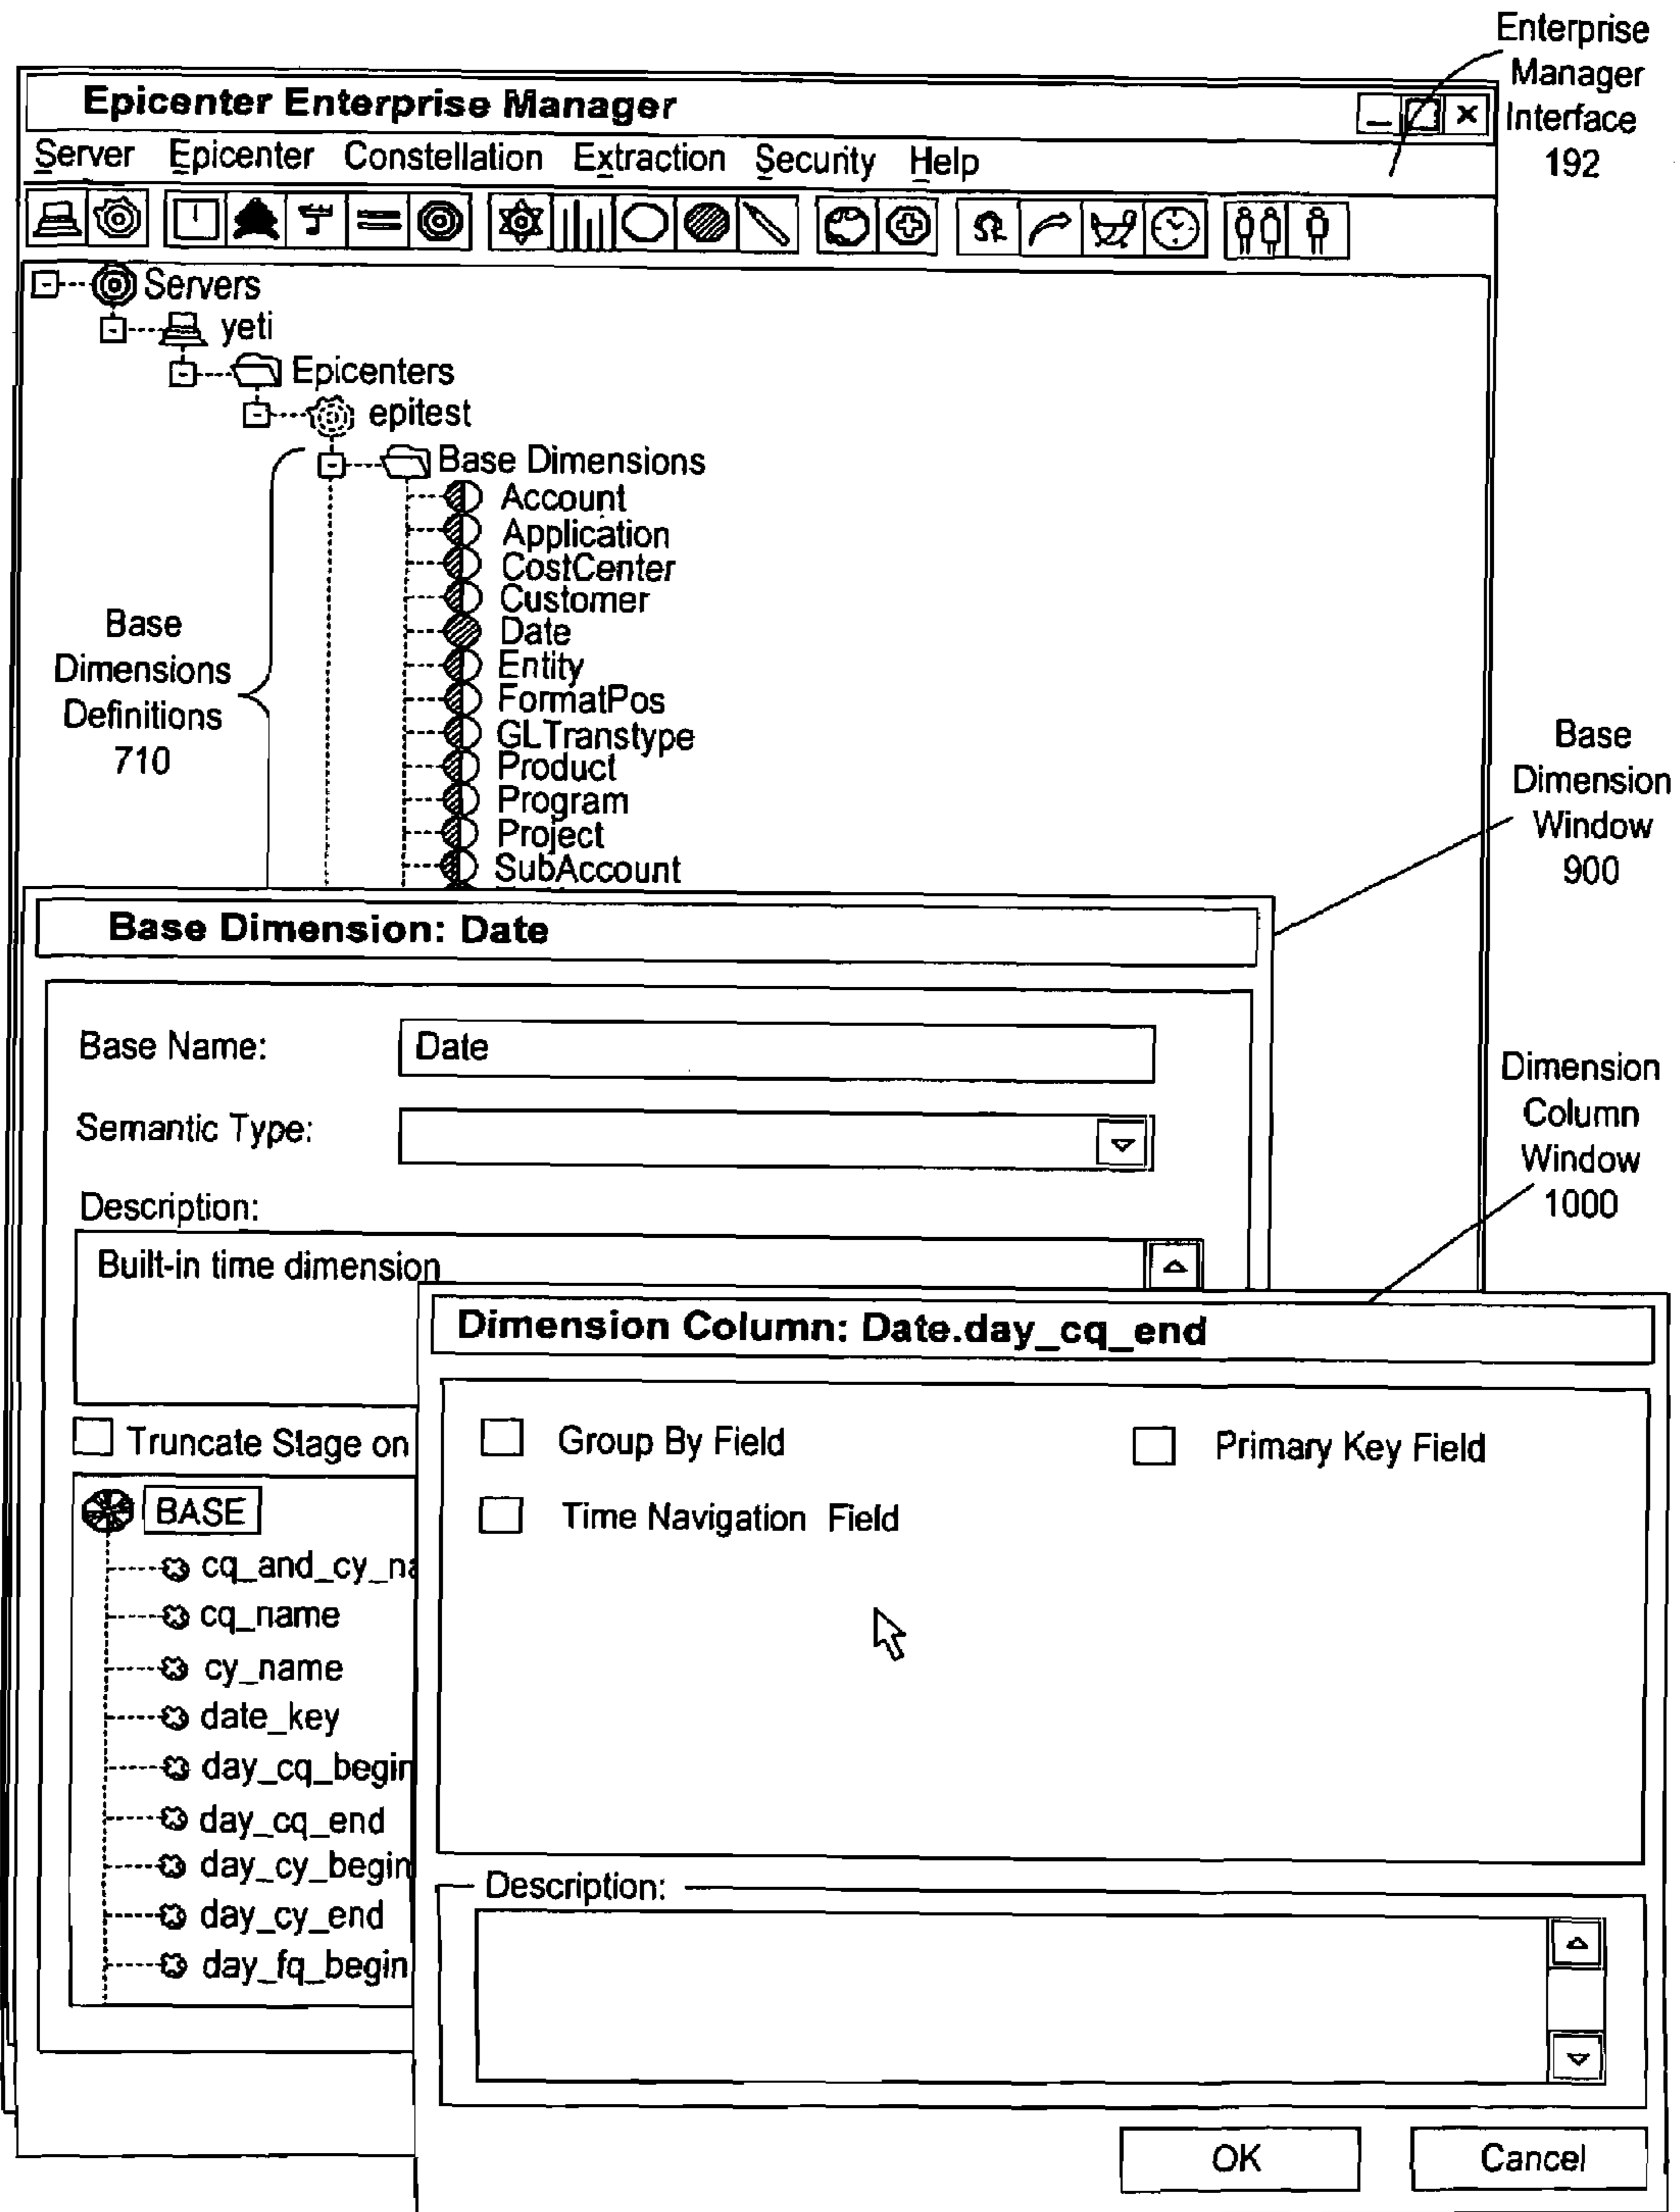 Enterprise
Manager
Interface
192
Epicenter Enterprise Manager
Server Epicenter Constellation Extraction Security Help
Servers
yeti
Epicenters
epitest
Base Dimensions
Account
Application
CostCenter
Customer
Date
Entity
FormatPos
GLTranstype
Product
Program
Project
SubAccount
Base
Dimensions
Definitions
710
Base
Dimension
Window
900
Base Dimension: Date
Base Name: Date
Semantic Type:
Description:
Built-in time dimension
Dimension
Column
Window
1000
Truncate Stage on
BASE
cq_and_cy_na
cq_name
cy_name
date_key
day_cq_begin
day_cq_end
day_cy_begin
day_cy_end
day_fq_begin
Dimension Column: Date.day_cq_end
Group By Field Primary Key Field
Time Navigation Field
Description:
OK Cancel